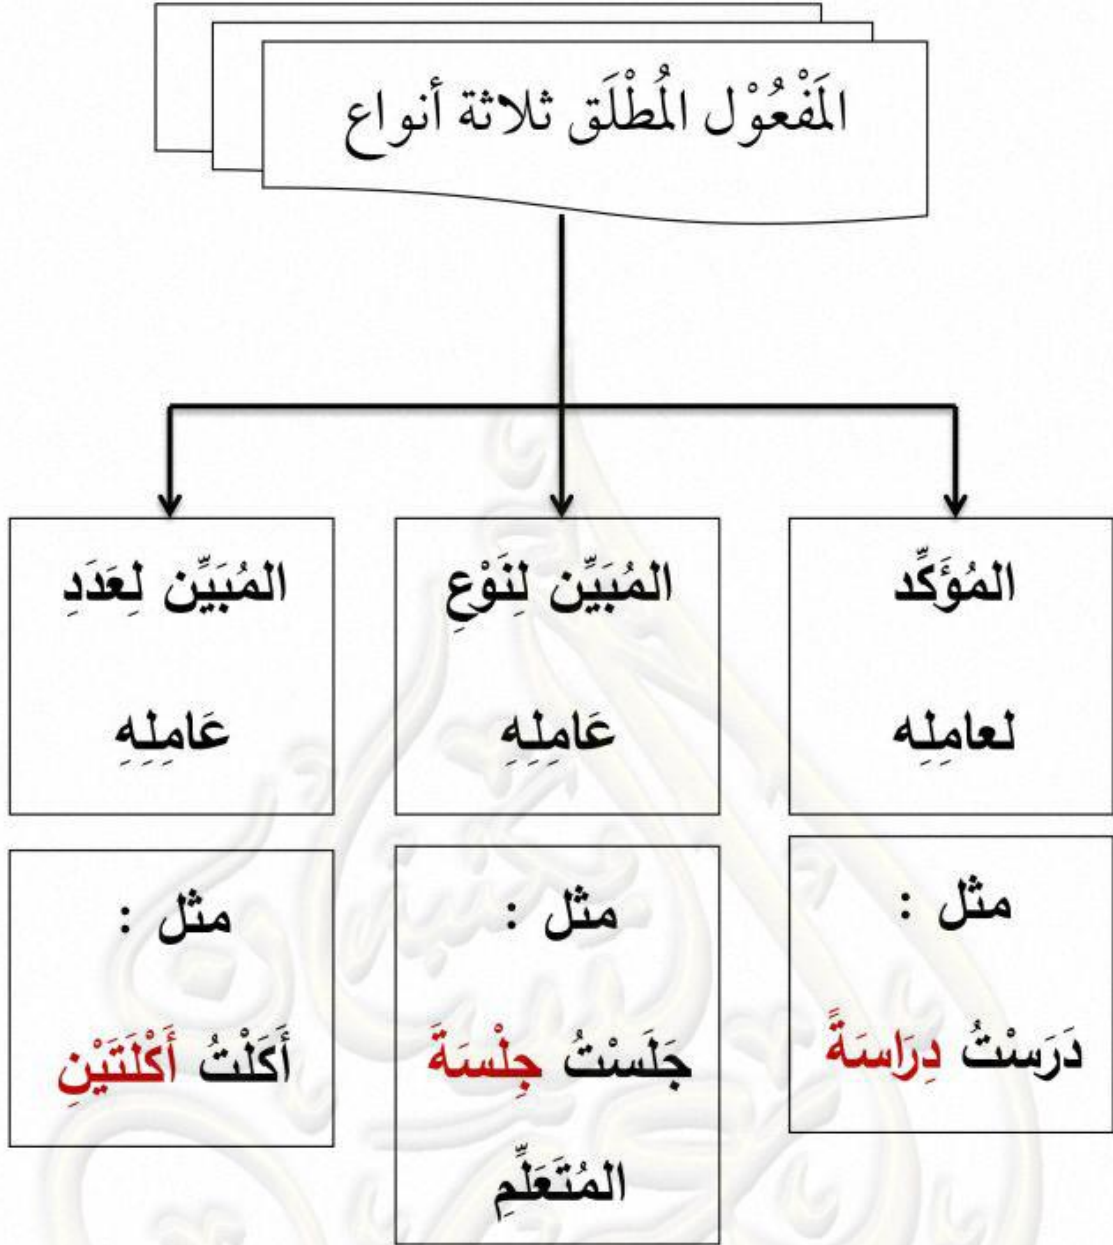 المَفْعُوْل المُطْلَق ثلاثة أنواع
المُؤَكِّد
لعامِلِه
المُبَيِّن لِنَوْعِ
عَامِلِهِ
المُبَيِّن لِعَدَدِ
عَامِلِهِ
مثل :
دَرَسْتُ دِرَاسَةً
مثل :
جَلَسْتُ جِلْسَةَ
المُتَعَلِّمِ
مثل :
أَكَلْتُ أَكْلَتَيْنِ